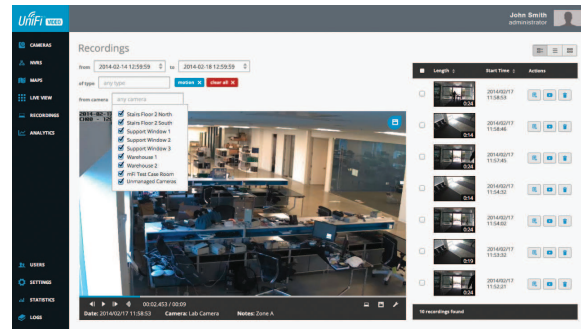 UniFi VIDEO
John Smith
administrator
CAMERAS
NVRS
MAPS
LIVE VIEW
RECORDINGS
ANALYTICS
USERS
SETTINGS
STATISTICS
LOGS
Recordings
from 2014-02-14 12:59:59 to 2014-02-18 12:59:59
of type any type motion X clear all X
from camera any camera
Stairs Floor 2 North
Stairs Floor 2 South
Support Window 1
Support Window 2
Support Window 3
Warehouse 1
Warehouse 2
mFi Test Case Room
Unmanaged Cameras
00:02.453 / 00:09
Date: 2014/02/17 11:58:53 Camera: Lab Camera Notes: Zone A
Length Start Time Actions
0:24 2014/02/17 11:58:53
0:14 2014/02/17 11:58:46
0:24 2014/02/17 11:57:45
0:14 2014/02/17 11:54:32
0:24 2014/02/17 11:54:02
0:19 2014/02/17 11:53:32
0:24 2014/02/17 11:52:21
10 recordings found